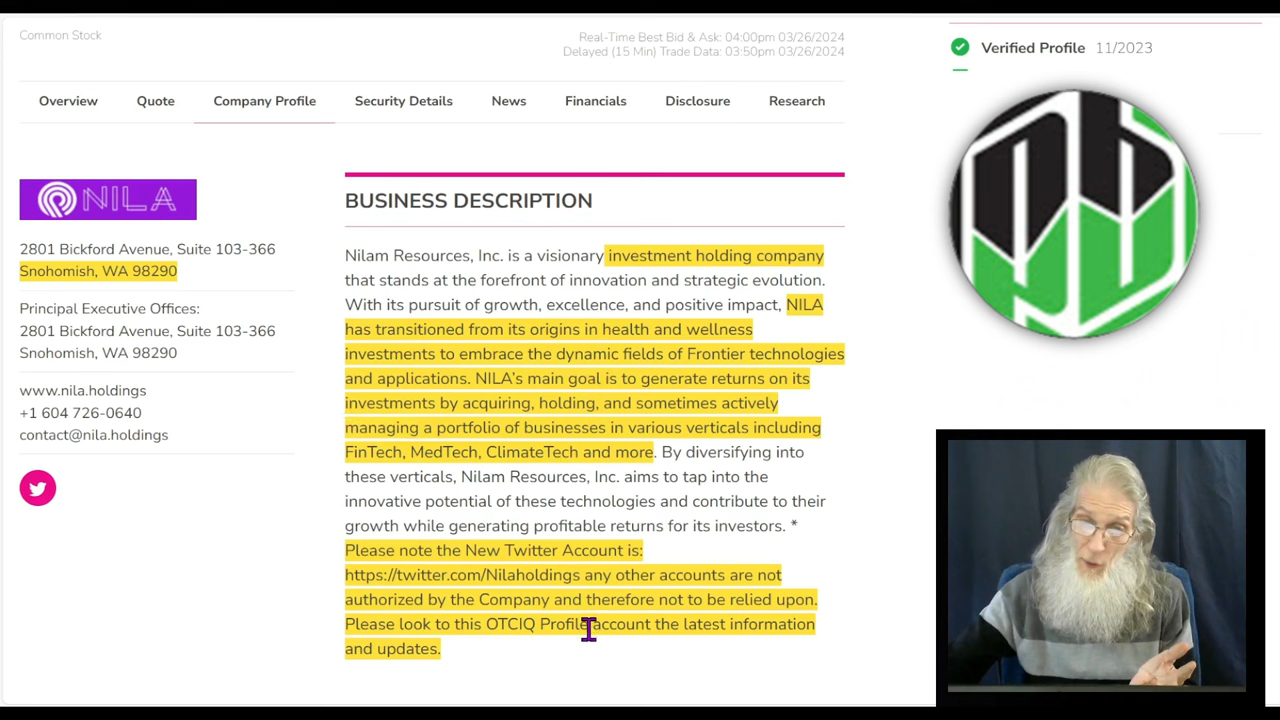 Common Stock
Real-Time Best Bid & Ask: 04:00pm 03/26/2024
Delayed (15 Min) Trade Data: 03:50pm 03/26/2024
Verified Profile 11/2023
Overview Quote Company Profile Security Details News Financials Disclosure Research
NILA
2801 Bickford Avenue, Suite 103-366
Snohomish, WA 98290
Principal Executive Offices:
2801 Bickford Avenue, Suite 103-366
Snohomish, WA 98290
www.nila.holdings
+1 604 726-0640
contact@nila.holdings
BUSINESS DESCRIPTION
Nilam Resources, Inc. is a visionary investment holding company
that stands at the forefront of innovation and strategic evolution.
With its pursuit of growth, excellence, and positive impact, NILA
has transitioned from its origins in health and wellness
investments to embrace the dynamic fields of Frontier technologies
and applications. NILA's main goal is to generate returns on its
investments by acquiring, holding, and sometimes actively
managing a portfolio of businesses in various verticals including
FinTech, MedTech, ClimateTech and more. By diversifying into
these verticals, Nilam Resources, Inc. aims to tap into the
innovative potential of these technologies and contribute to their
growth while generating profitable returns for its investors. *
Please note the New Twitter Account is:
https://twitter.com/Nilaholdings any other accounts are not
authorized by the Company and therefore not to be relied upon.
Please look to this OTCIQ Profile account the latest information
and updates.